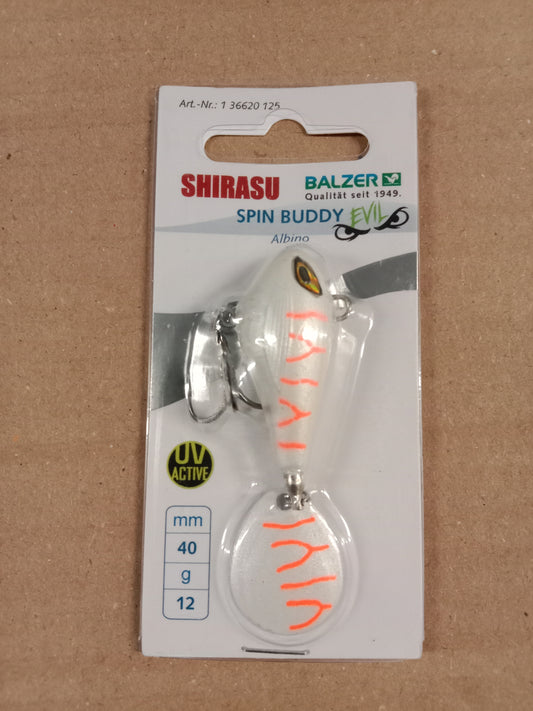 Art.-Nr.: 1 36620 125
SHIRASU
BALZER
Qualität seit 1949.
SPIN BUDDY EVIL
Albino
UV
ACTIVE
mm
40
g
12